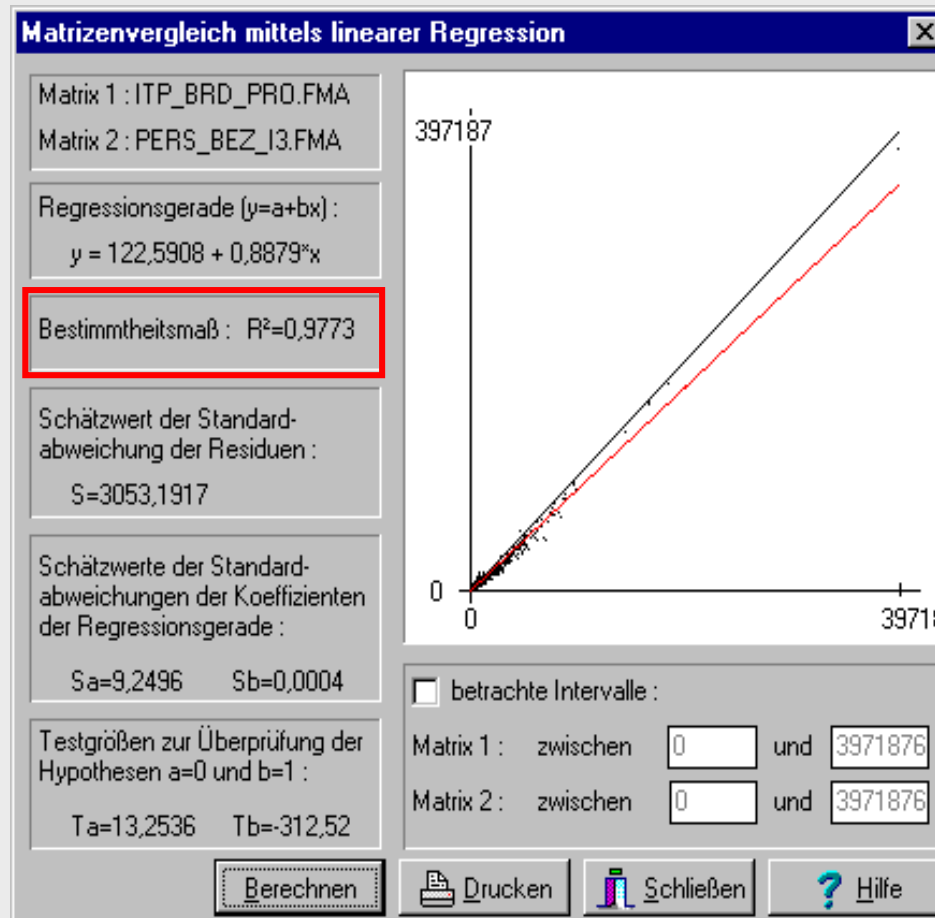 Matrizenvergleich mittels linearer Regression
Matrix 1 : ITP_BRD_PRO.FMA
Matrix 2 : PERS_BEZ_I3.FMA
Regressionsgerade (y=a+bx) :
y = 122,5908 + 0,8879*x
Bestimmtheitsmaß : R²=0,9773
Schätzwert der Standard-
abweichung der Residuen :
S=3053,1917
Schätzwerte der Standard-
abweichungen der Koeffizienten
der Regressionsgerade :
Sa=9,2496 Sb=0,0004
Testgrößen zur Überprüfung der
Hypothesen a=0 und b=1 :
Ta=13,2536 Tb=-312,52
397187
0
0
39718
betrachte Intervalle :
Matrix 1 : zwischen 0 und 3971876
Matrix 2 : zwischen 0 und 3971876
Berechnen Drucken Schließen ? Hilfe